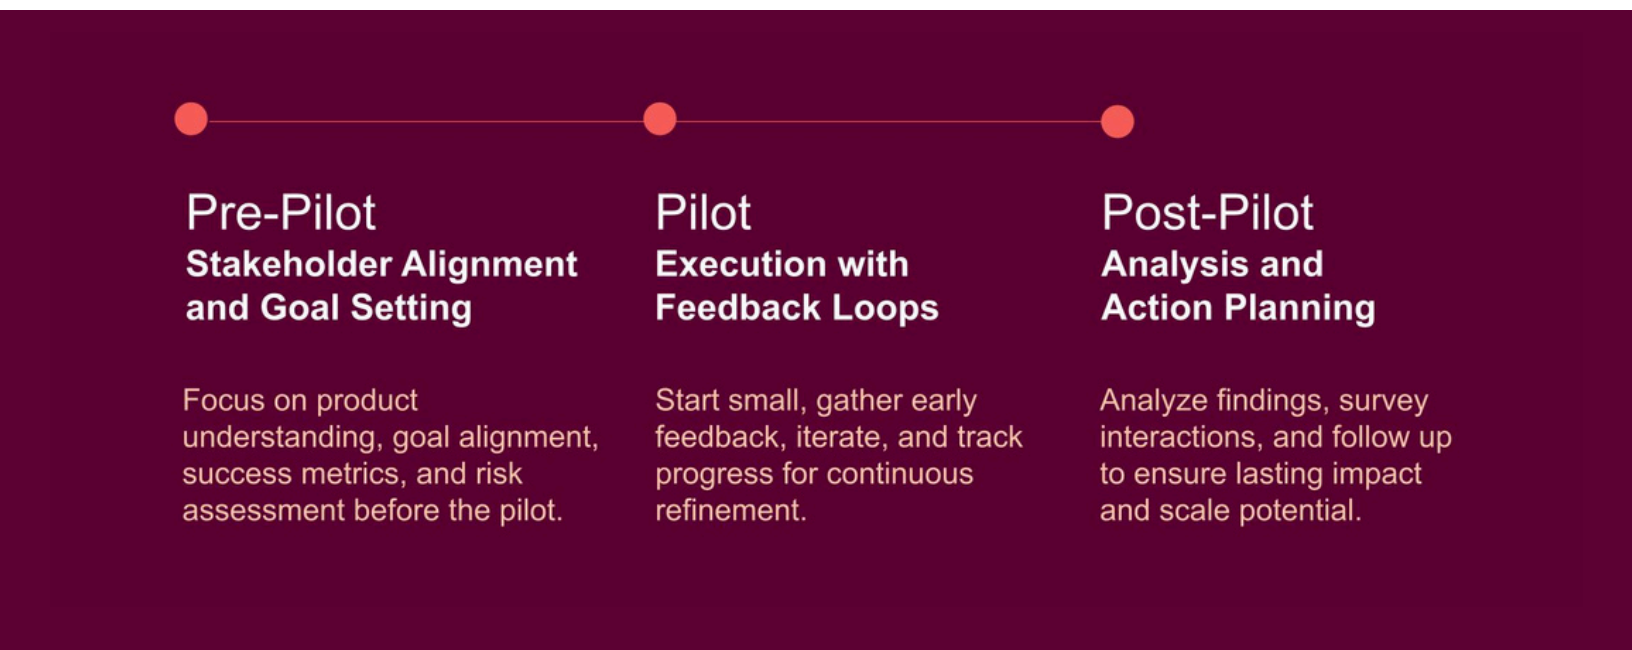 Pre-Pilot
Stakeholder Alignment
and Goal Setting
Focus on product
understanding, goal alignment,
success metrics, and risk
assessment before the pilot.
Pilot
Execution with
Feedback Loops
Start small, gather early
feedback, iterate, and track
progress for continuous
refinement.
Post-Pilot
Analysis and
Action Planning
Analyze findings, survey
interactions, and follow up
to ensure lasting impact
and scale potential.